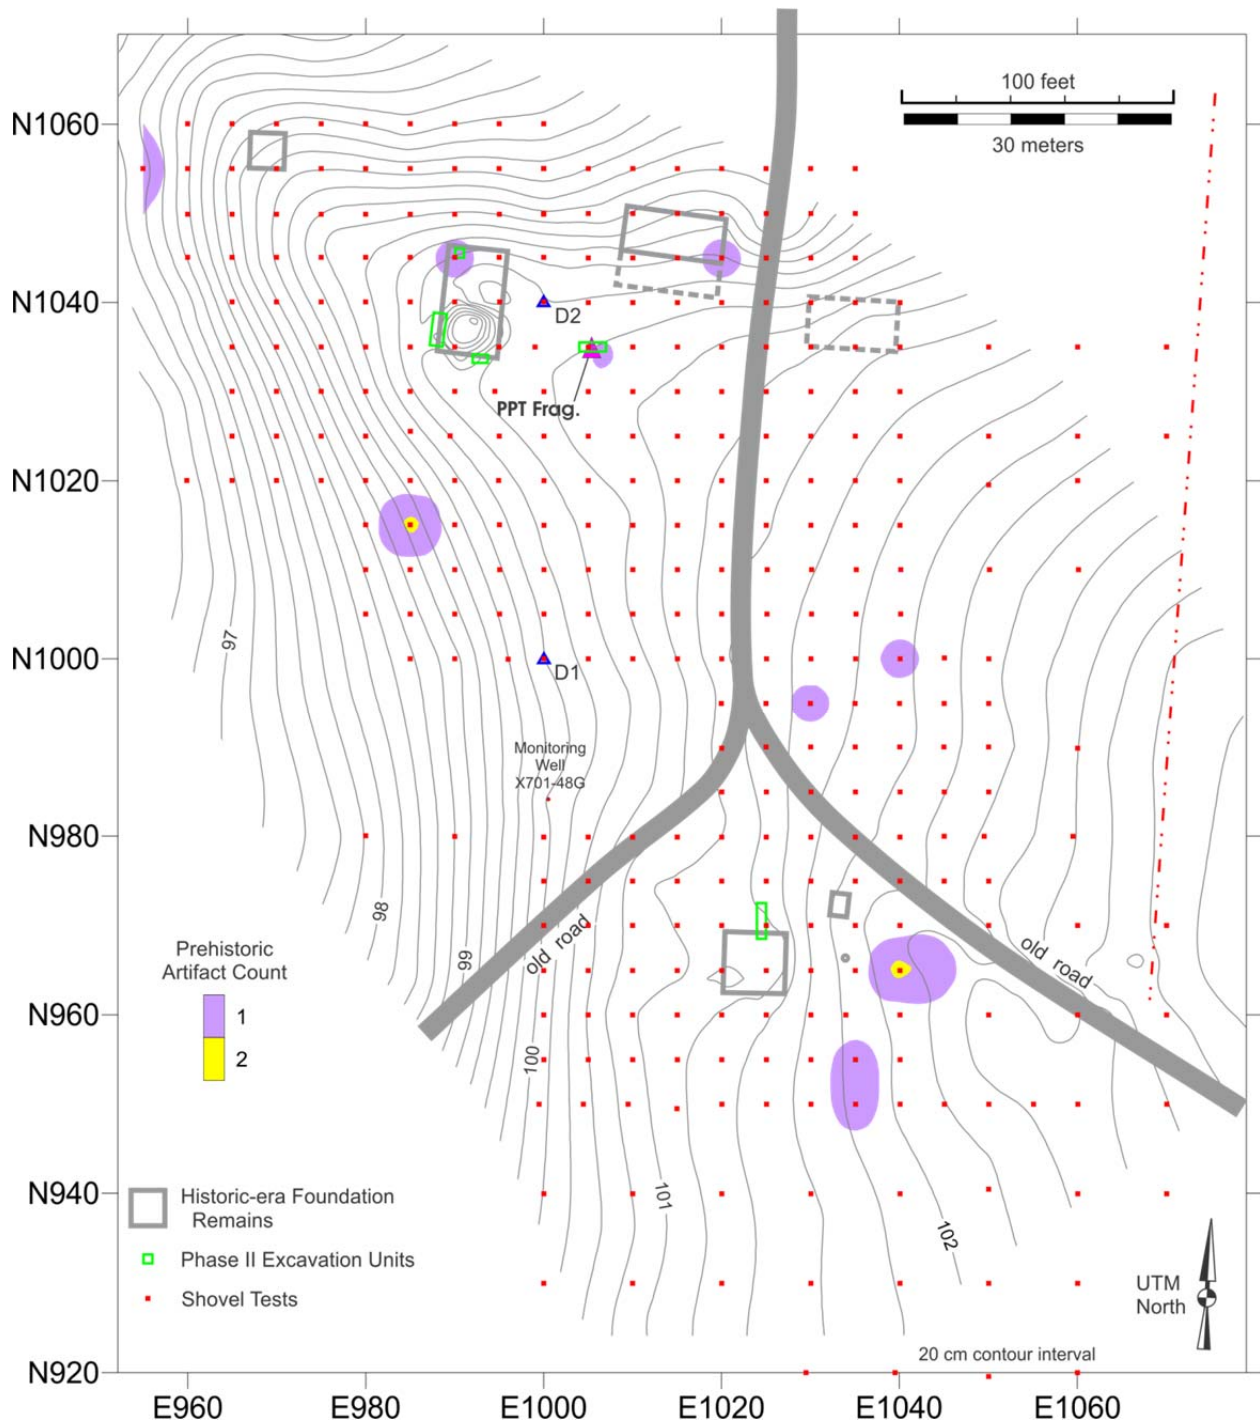 100 feet
30 meters
N1060
N1040
D2
PPT Frag.
N1020
97
N1000
D1
Monitoring
Well
X701-48G
N980
98
99
old road
old road
Prehistoric
Artifact Count
1
2
N960
100
N940
101
102
Historic-era Foundation
Remains
Phase II Excavation Units
Shovel Tests
UTM
North
20 cm contour interval
N920
E960
E980
E1000
E1020
E1040
E1060